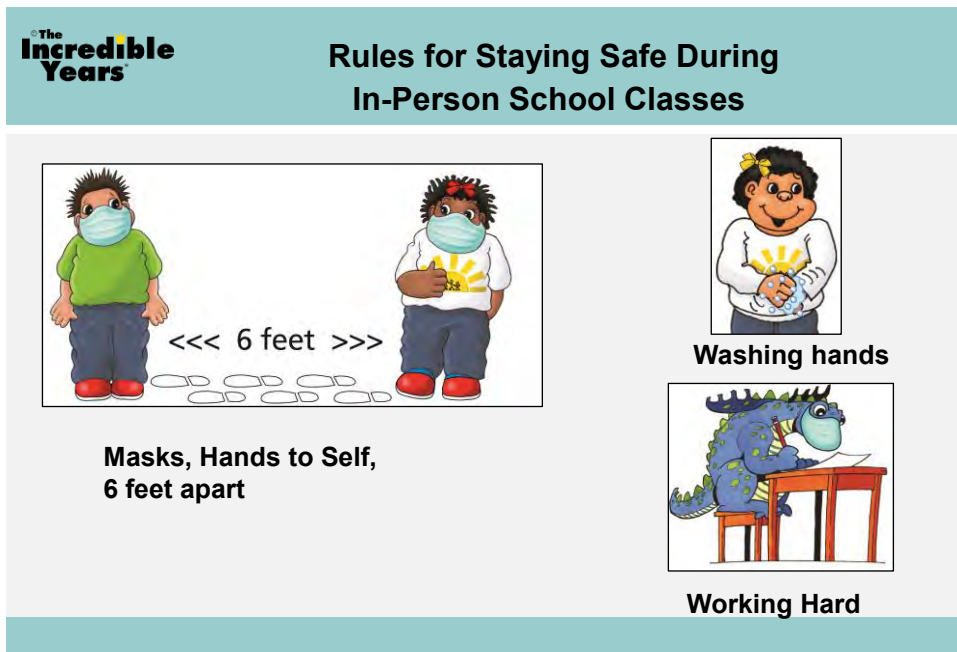 ©The
Incredible
Years®
Rules for Staying Safe During
In-Person School Classes
<<< 6 feet >>>
Masks, Hands to Self,
6 feet apart
Washing hands
Working Hard